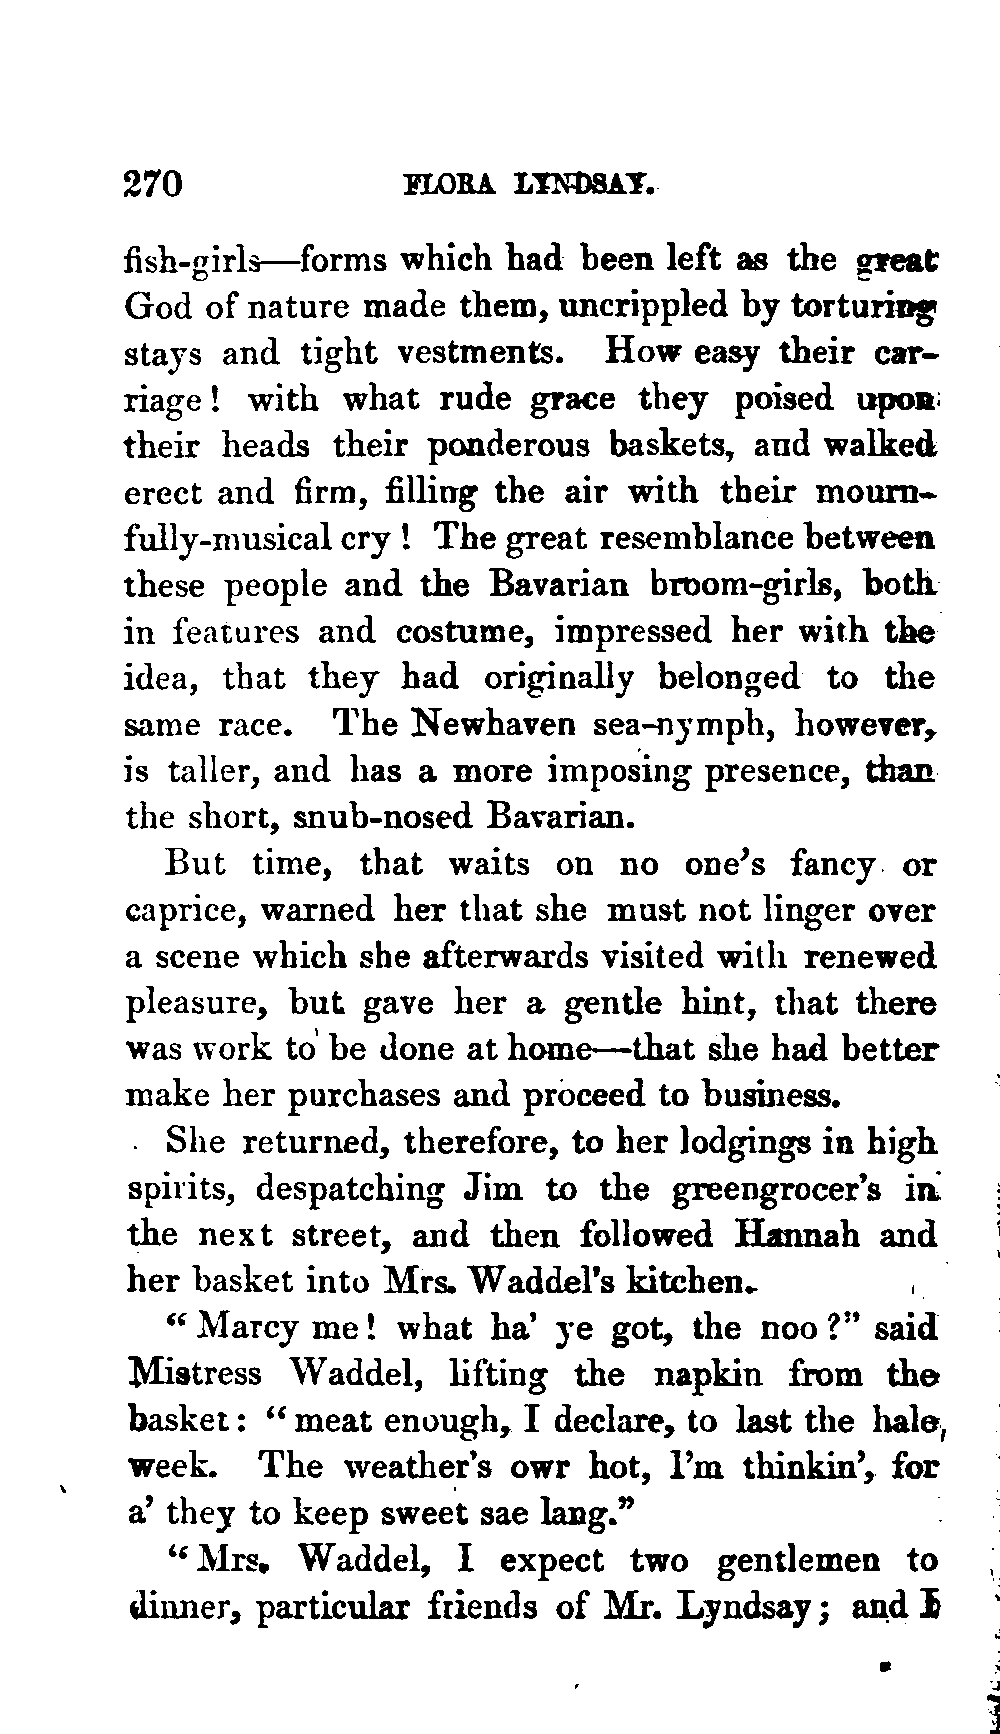 270 FLORA LYNDSAY.
fish-girls—forms which had been left as the great
God of nature made them, uncrippled by torturing
stays and tight vestments. How easy their car-
riage! with what rude grace they poised upon
their heads their ponderous baskets, and walked
erect and firm, filling the air with their mourn-
fully-musical cry! The great resemblance between
these people and the Bavarian broom-girls, both
in features and costume, impressed her with the
idea, that they had originally belonged to the
same race. The Newhaven sea-nymph, however,
is taller, and has a more imposing presence, than
the short, snub-nosed Bavarian.
But time, that waits on no one's fancy or
caprice, warned her that she must not linger over
a scene which she afterwards visited with renewed
pleasure, but gave her a gentle hint, that there
was work to be done at home—that she had better
make her purchases and proceed to business.
She returned, therefore, to her lodgings in high
spirits, despatching Jim to the greengrocer's in
the next street, and then followed Hannah and
her basket into Mrs. Waddel's kitchen.
"Marcy me! what ha' ye got, the noo?" said
Mistress Waddel, lifting the napkin from the
basket: "meat enough, I declare, to last the hale,
week. The weather's owr hot, I'm thinkin', for
a' they to keep sweet sae lang."
"Mrs. Waddel, I expect two gentlemen to
dinner, particular friends of Mr. Lyndsay; and I